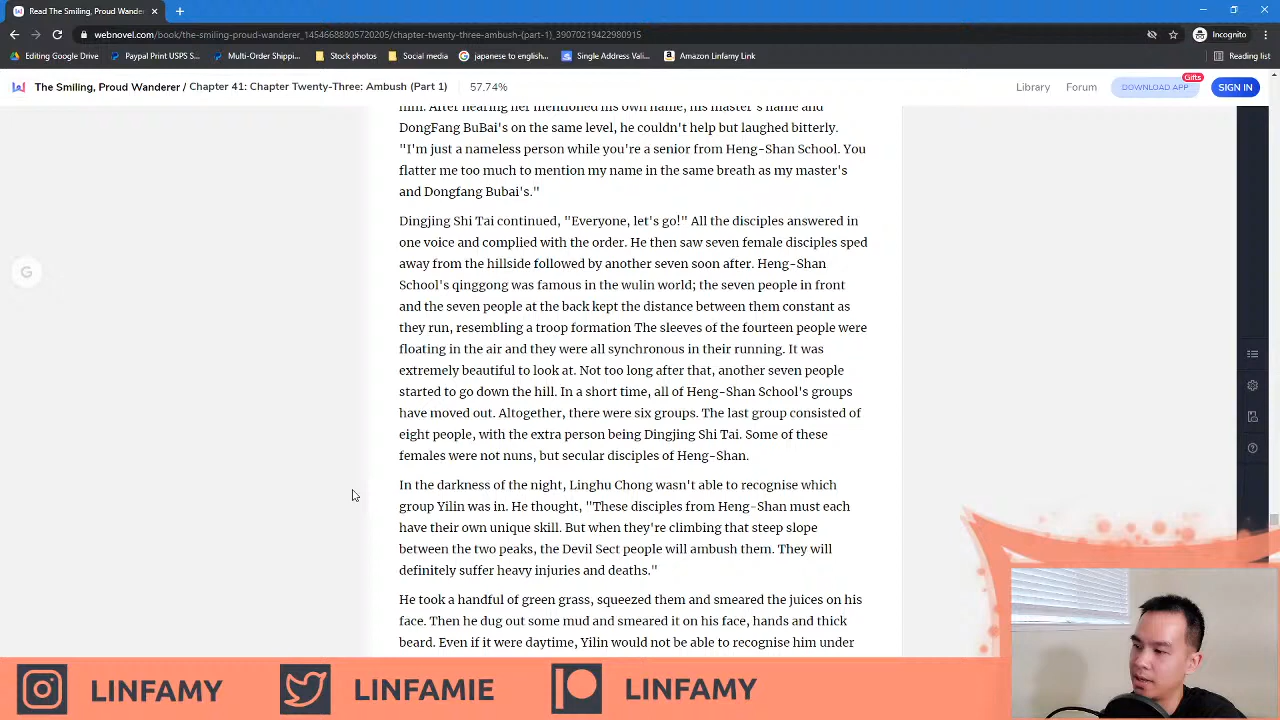 Read The Smiling, Proud Wander
webnovel.com/book/the-smiling-proud-wanderer_14546688805720205/chapter-twenty-three-ambush-(part-1)_39070219422980915
Incognito
Editing Google Drive
Paypal Print USPS S...
Multi-Order Shippi...
Stock photos
Social media
japanese to english...
Single Address Vali...
Amazon Linfamy Link
Reading list
The Smiling, Proud Wanderer / Chapter 41: Chapter Twenty-Three: Ambush (Part 1)
57.74%
Library
Forum
DOWNLOAD APP
Gifts
SIGN IN
him. After hearing her mentioned his own name, his master's name and
DongFang BuBai's on the same level, he couldn't help but laughed bitterly.
"I'm just a nameless person while you're a senior from Heng-Shan School. You
flatter me too much to mention my name in the same breath as my master's
and Dongfang Bubai's."
Dingjing Shi Tai continued, "Everyone, let's go!" All the disciples answered in
one voice and complied with the order. He then saw seven female disciples sped
away from the hillside followed by another seven soon after. Heng-Shan
School's qinggong was famous in the wulin world; the seven people in front
and the seven people at the back kept the distance between them constant as
they run, resembling a troop formation The sleeves of the fourteen people were
floating in the air and they were all synchronous in their running. It was
extremely beautiful to look at. Not too long after that, another seven people
started to go down the hill. In a short time, all of Heng-Shan School's groups
have moved out. Altogether, there were six groups. The last group consisted of
eight people, with the extra person being Dingjing Shi Tai. Some of these
females were not nuns, but secular disciples of Heng-Shan.
In the darkness of the night, Linghu Chong wasn't able to recognise which
group Yilin was in. He thought, "These disciples from Heng-Shan must each
have their own unique skill. But when they're climbing that steep slope
between the two peaks, the Devil Sect people will ambush them. They will
definitely suffer heavy injuries and deaths."
He took a handful of green grass, squeezed them and smeared the juices on his
face. Then he dug out some mud and smeared it on his face, hands and thick
beard. Even if it were daytime, Yilin would not be able to recognise him under
G
LINFAMY
LINFAMIE
LINFAMY